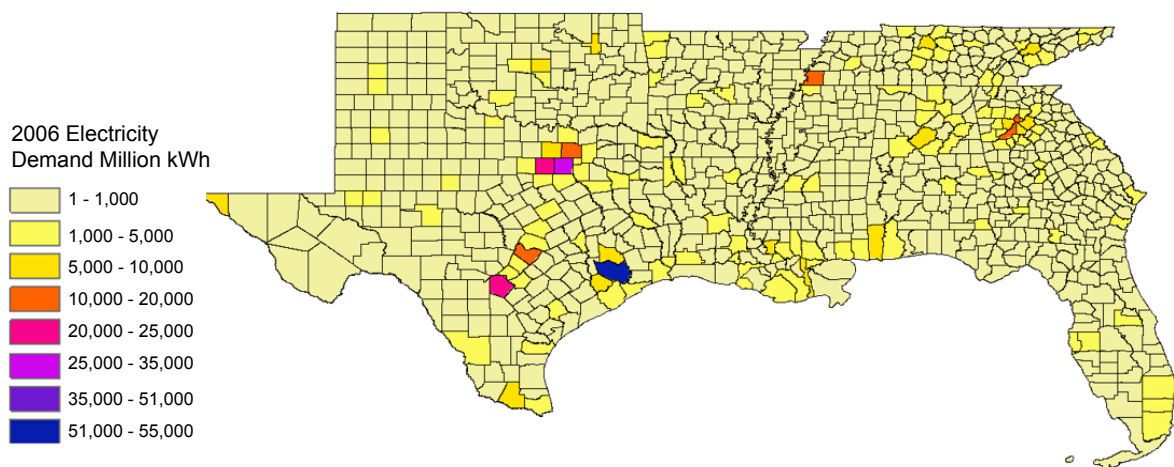 2006 Electricity
Demand Million kWh
1 - 1,000
1,000 - 5,000
5,000 - 10,000
10,000 - 20,000
20,000 - 25,000
25,000 - 35,000
35,000 - 51,000
51,000 - 55,000